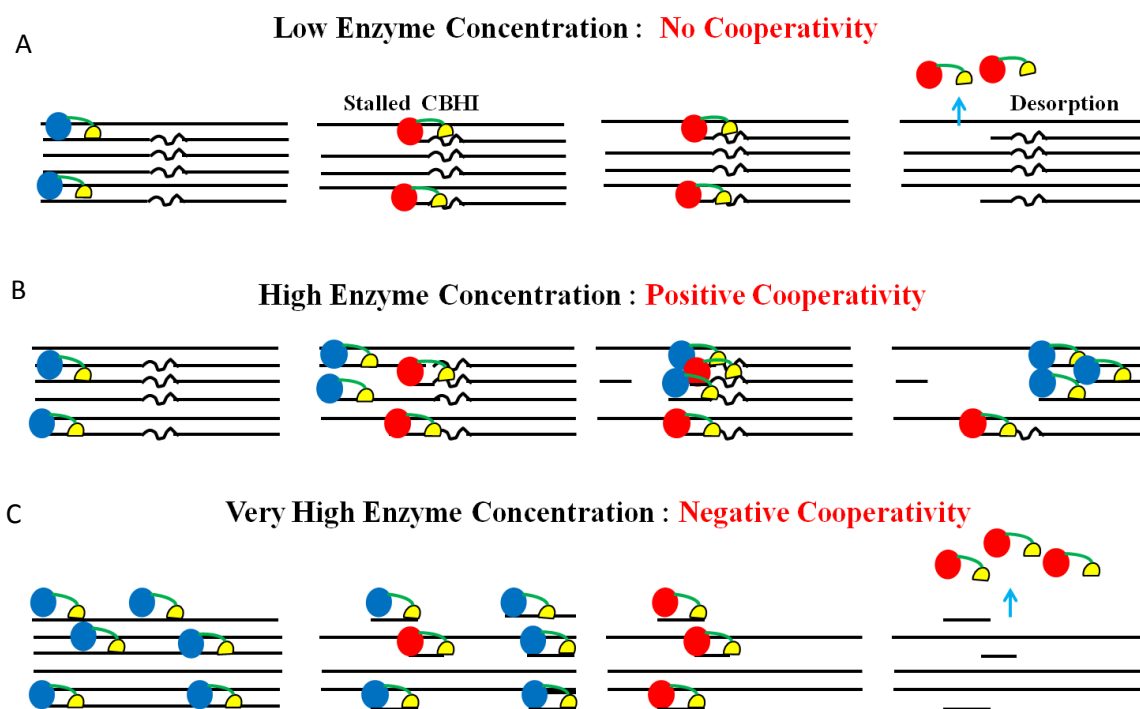 A
Low Enzyme Concentration : No Cooperativity
Stalled CBHI
Desorption
B
High Enzyme Concentration : Positive Cooperativity
C
Very High Enzyme Concentration : Negative Cooperativity